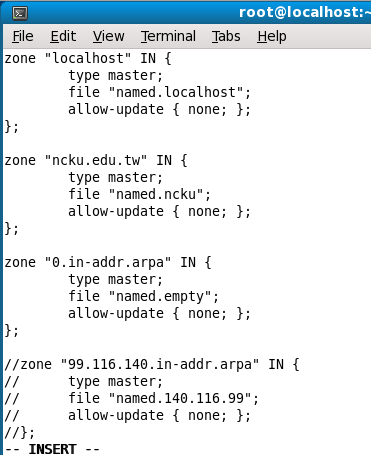 root@localhost:~
File Edit View Terminal Tabs Help
zone "localhost" IN {
        type master;
        file "named.localhost";
        allow-update { none; };
};

zone "ncku.edu.tw" IN {
        type master;
        file "named.ncku";
        allow-update { none; };
};

zone "0.in-addr.arpa" IN {
        type master;
        file "named.empty";
        allow-update { none; };
};

//zone "99.116.140.in-addr.arpa" IN {
//      type master;
//      file "named.140.116.99";
//      allow-update { none; };
//};
-- INSERT --